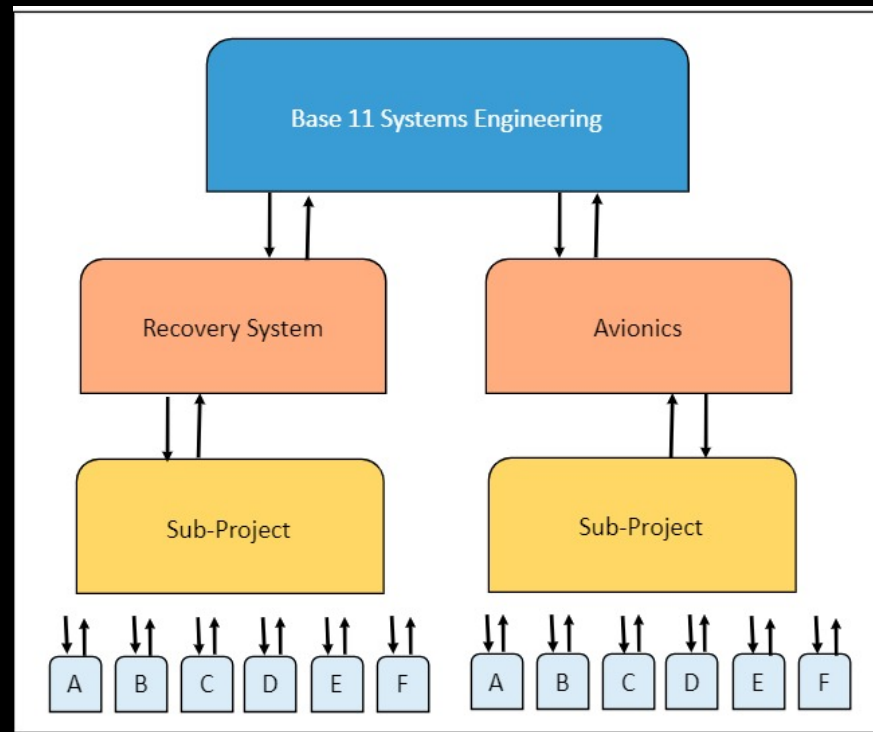 Base 11 Systems Engineering
Recovery System
Avionics
Sub-Project
Sub-Project
A
B
C
D
E
F
A
B
C
D
E
F